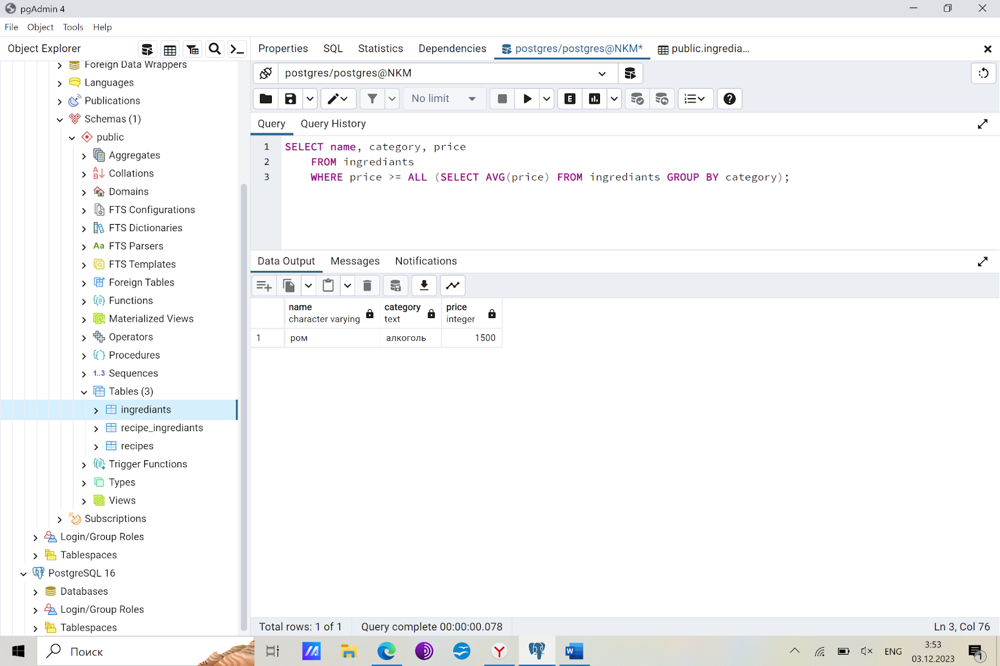 pgAdmin 4
File Object Tools Help
Object Explorer
Foreign Data Wrappers
Languages
Publications
Schemas (1)
public
Aggregates
Collations
Domains
FTS Configurations
FTS Dictionaries
Aa FTS Parsers
FTS Templates
Foreign Tables
Functions
Materialized Views
Operators
Procedures
1..3 Sequences
Tables (3)
ingrediants
recipe_ingrediants
recipes
Trigger Functions
Types
Views
Subscriptions
Login/Group Roles
Tablespaces
PostgreSQL 16
Databases
Login/Group Roles
Tablespaces
Properties SQL Statistics Dependencies postgres/postgres@NKM* public.ingredia...
postgres/postgres@NKM
No limit
E
Query Query History
1 SELECT name, category, price
2 FROM ingrediants
3 WHERE price >= ALL (SELECT AVG(price) FROM ingrediants GROUP BY category);
Data Output Messages Notifications
name category price
character varying text integer
1 ром алкоголь 1500
Total rows: 1 of 1 Query complete 00:00:00.078 Ln 3, Col 76
Поиск
ENG
3:53
03.12.2023
1